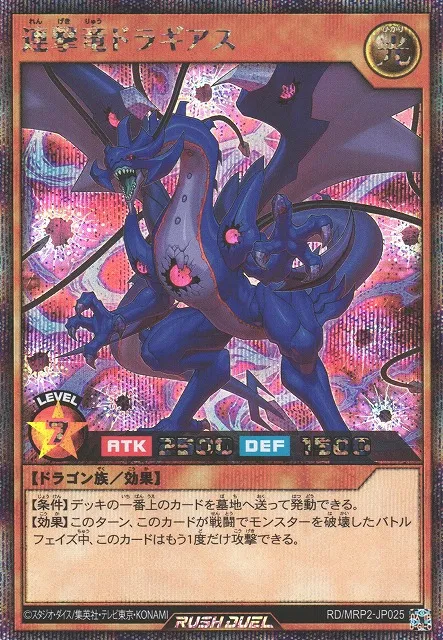 れん げき りゅう
連撃竜ドラギアス
ひかり
光
LEVEL
7
ATK 2500 DEF 1500
【ドラゴン族／効果】
【条件】デッキの一番上のカードを墓地へ送って発動できる。
【効果】このターン、このカードが戦闘でモンスターを破壊したバトル
フェイズ中、このカードはもう1度だけ攻撃できる。
©スタジオ・ダイス/集英社・テレビ東京・KONAMI
RUSH DUEL
RD/MRP2-JP025